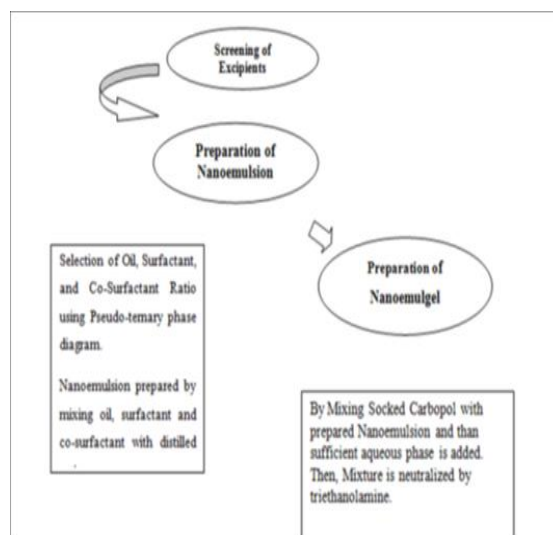 Screening of
Excipients
Preparation of
Nanoemulsion
Selection of Oil, Surfactant,
and Co-Surfactant Ratio
using Pseudo-ternary phase
diagram.
Nanoemulsion prepared by
mixing oil, surfactant and
co-surfactant with distilled
Preparation of
Nanoemulgel
By Mixing Socked Carbopol with
prepared Nanoemulsion and than
sufficient aqueous phase is added.
Then, Mixture is neutralized by
triethanolamine.